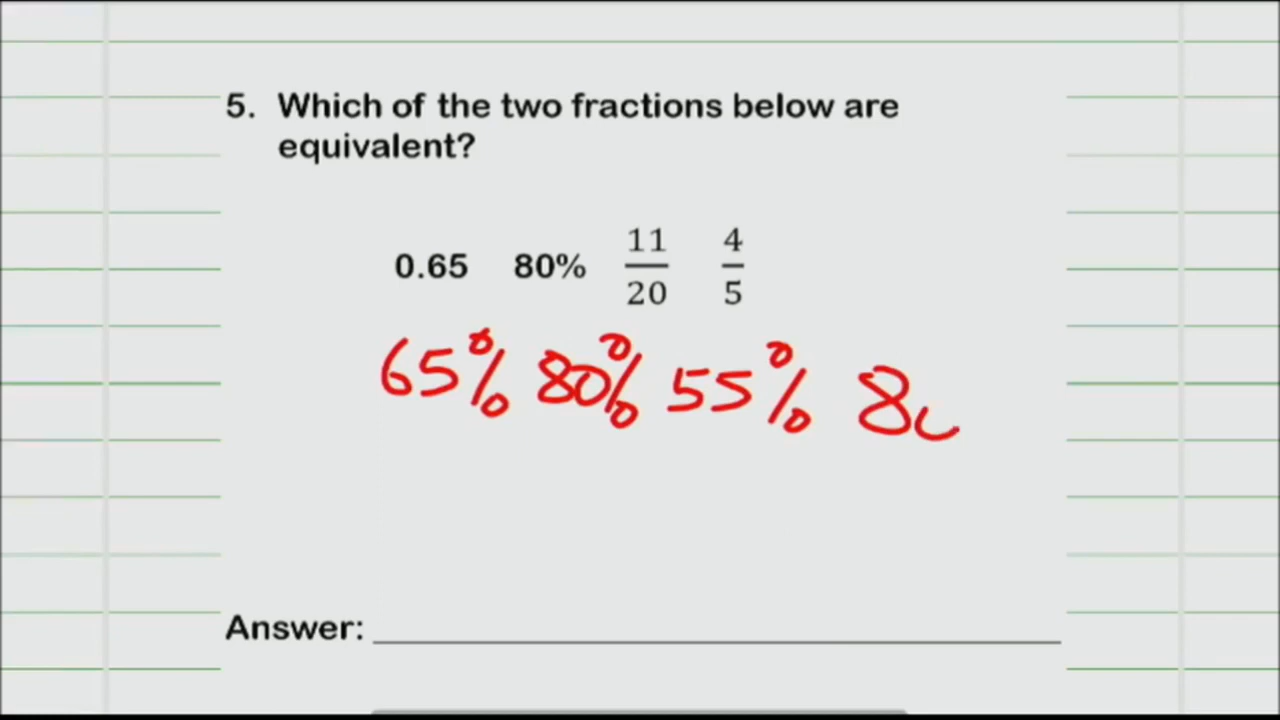 5. Which of the two fractions below are
equivalent?
0.65 80% 11/20 4/5
65% 80% 55% 8
Answer: